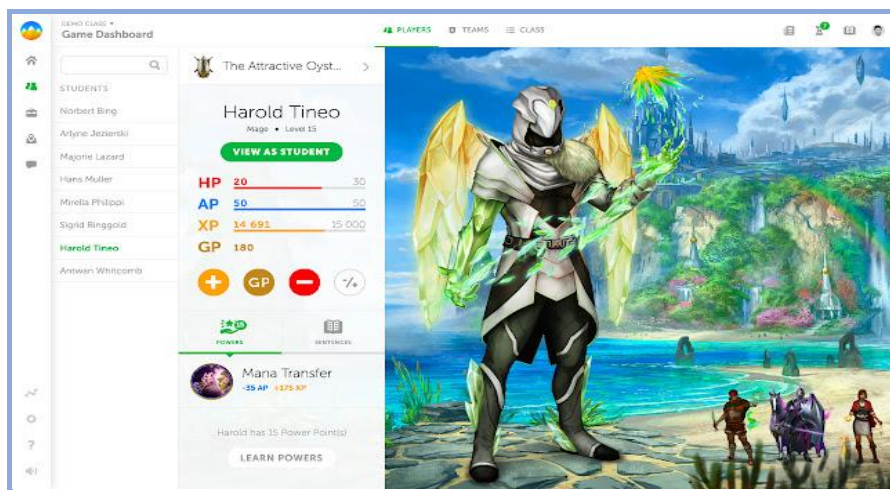 DEMO CLASS
Game Dashboard
PLAYERS
TEAMS
CLASS
7
STUDENTS
Norbert Bing
Arlyne Jezierski
Majorie Lazard
Hans Muller
Mirella Philippi
Sigrid Ringgold
Harold Tineo
Antwan Whitcomb
The Attractive Oyst...
Harold Tineo
Mage • Level 15
VIEW AS STUDENT
HP 20 30
AP 50 50
XP 14 691 15 000
GP 180
GP
15
POWERS
SENTENCES
Mana Transfer
-35 AP +175 XP
Harold has 15 Power Point(s)
LEARN POWERS